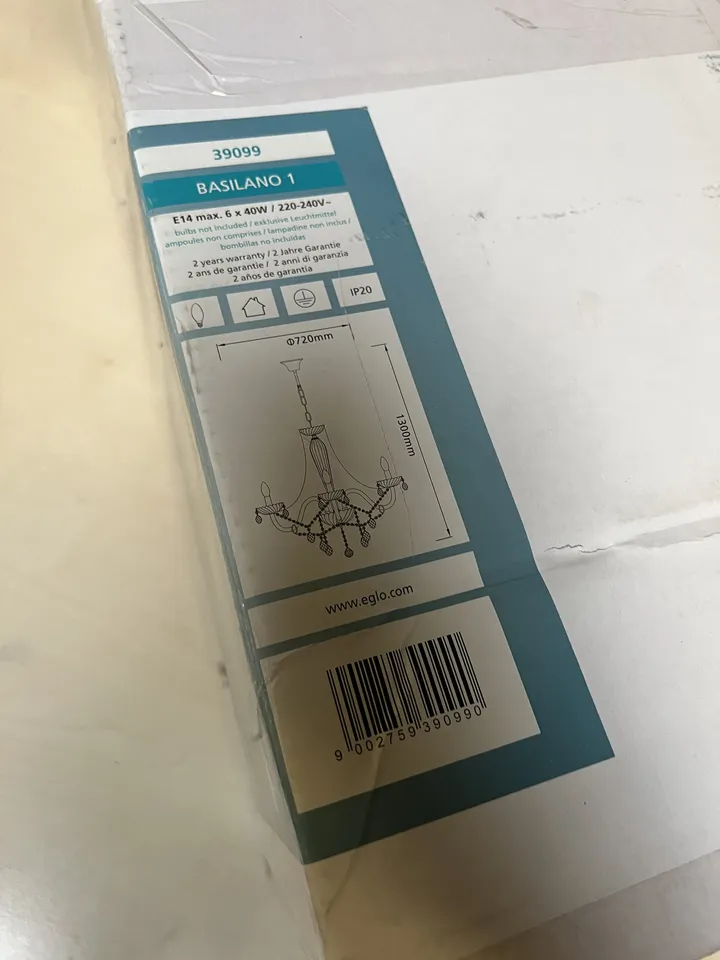 39099
BASILANO 1
E14 max. 6 x 40W / 220-240V~
bulbs not included / exklusive Leuchtmittel
ampoules non comprises / lampadine non inclus /
bombillas no incluidas
2 years warranty / 2 Jahre Garantie
2 ans de garantie / 2 anni di garanzia
2 años de garantia
IP20
Φ720mm
1300mm
www.eglo.com
9 002759 390990